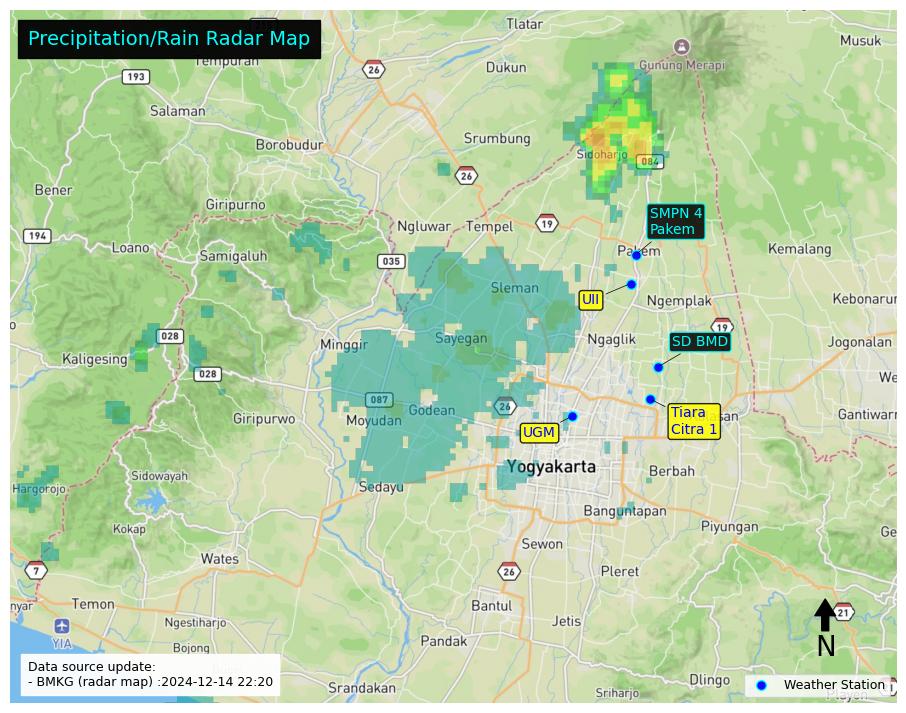 Precipitation/Rain Radar Map
Tlatar
Musuk
193
26
Dukun
Gunung Merapi
Salaman
Borobudur
Srumbung
Sidoharjo
084
Bener
26
Giripurno
SMPN 4
Pakem
194
Ngluwar
Tempel
19
Loano
Samigaluh
035
Pakem
Kemalang
Sleman
UII
Ngemplak
028
Minggir
Sayegan
Ngaglik
19
SD BMD
Jogonalan
Kaligesing
028
087
Godean
26
Moyudan
Giripurwo
UGM
Tiara
Citra 1
Yogyakarta
Berbah
Sidowayah
Hargorojo
Sedayu
Kokap
Banguntapan
Piyungan
Sewon
Wates
7
26
Pleret
Temon
Bantul
21
YIA
Ngestiharjo
Jetis
N
Bojong
Pandak
Data source update:
- BMKG (radar map) :2024-12-14 22:20
Srandakan
Dlingo
Sriharjo
Weather Station